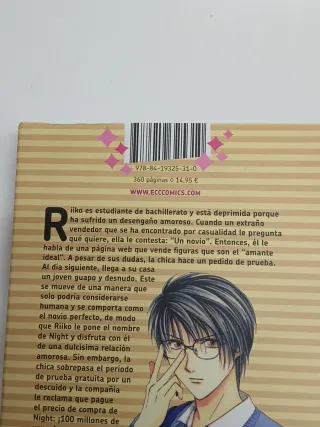 978-84-19325-31-0
360 páginas ◊ 14,95 €
WWW.ECCCOMICS.COM
Riiko es estudiante de bachillerato y está deprimida porque
ha sufrido un desengaño amoroso. Cuando un extraño
vendedor que se ha encontrado por casualidad le pregunta
qué quiere, ella le contesta: "Un novio". Entonces, él le
habla de una página web que vende figuras que son el "amante
ideal". A pesar de sus dudas, la chica hace un pedido de prueba.
Al día siguiente, llega a su casa
un joven guapo y desnudo. Este
se mueve de una manera que
solo podría considerarse
humana y se comporta como
el novio perfecto, de modo
que Riiko le pone el nombre
de Night y disfruta con él
de una dulcísima relación
amorosa. Sin embargo, la
chica sobrepasa el periodo
de prueba gratuita por un
descuido y la compañía
le reclama que pague
el precio de compra de
Night: ¡100 millones de